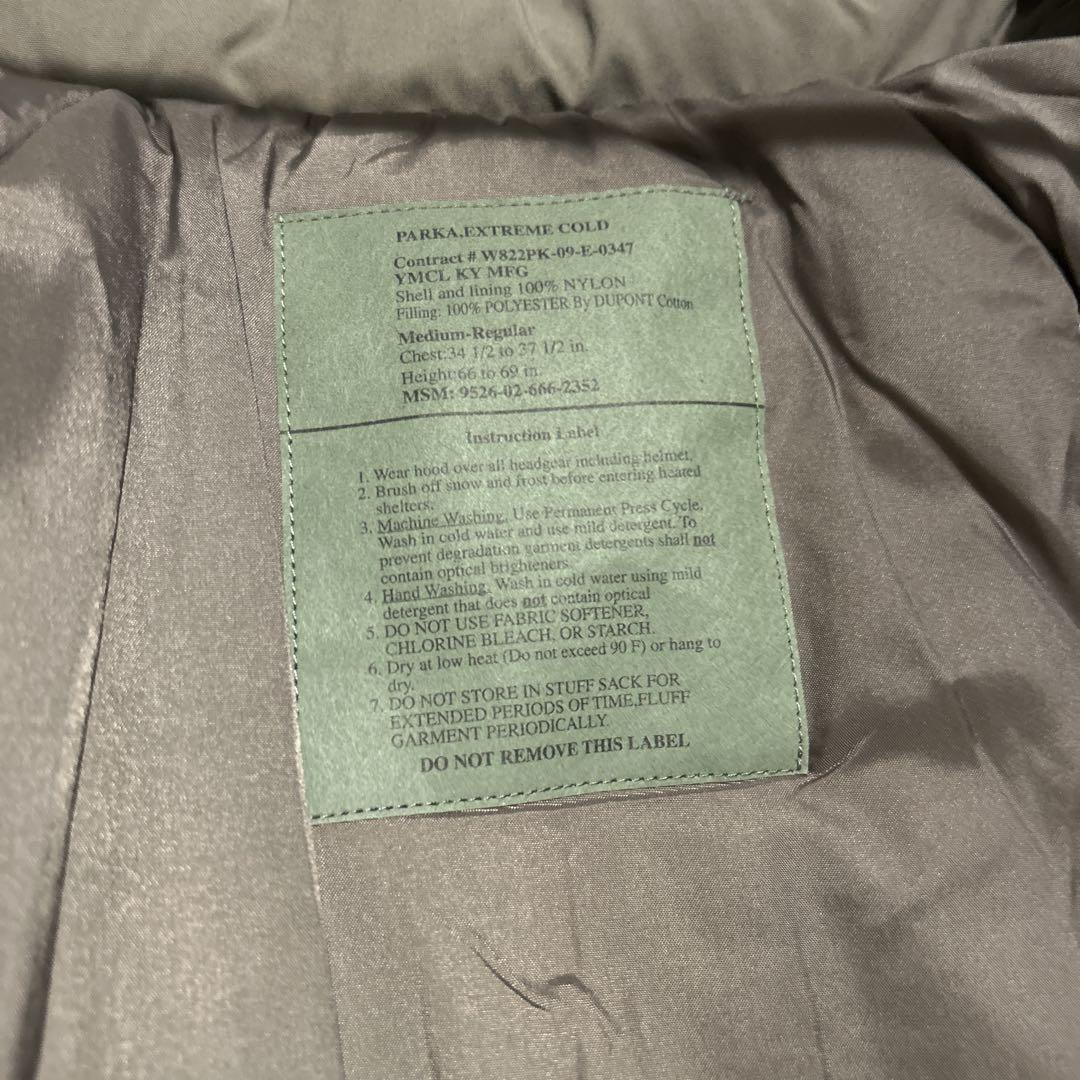 PARKA,EXTREME COLD
Contract # W822PK-09-E-0347
YMCL KY MFG
Shell and lining 100% NYLON
Filling: 100% POLYESTER By DUPONT Cotton
Medium-Regular
Chest:34 1/2 to 37 1/2 in.
Height:66 to 69 in.
MSM: 9526-02-666-2352
Instruction Label
1. Wear hood over all headgear including helmet.
2. Brush off snow and frost before entering heated
shelters.
3. Machine Washing. Use Permanent Press Cycle.
Wash in cold water and use mild detergent. To
prevent degradation garment detergents shall not
contain optical brighteners.
4. Hand Washing. Wash in cold water using mild
detergent that does not contain optical
5. DO NOT USE FABRIC SOFTENER,
CHLORINE BLEACH, OR STARCH.
6. Dry at low heat (Do not exceed 90 F) or hang to
dry.
7. DO NOT STORE IN STUFF SACK FOR
EXTENDED PERIODS OF TIME,FLUFF
GARMENT PERIODICALLY.
DO NOT REMOVE THIS LABEL